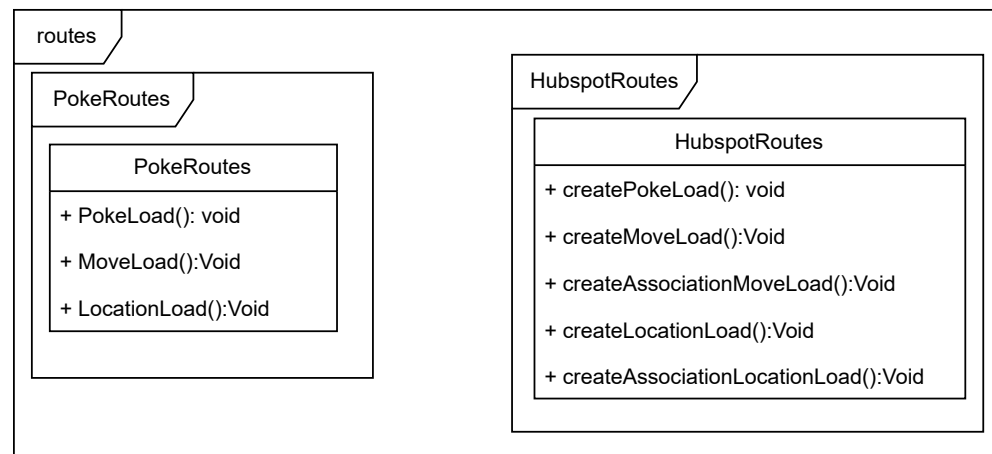 routes
PokeRoutes
PokeRoutes
+ PokeLoad(): void
+ MoveLoad():Void
+ LocationLoad():Void
HubspotRoutes
HubspotRoutes
+ createPokeLoad(): void
+ createMoveLoad():Void
+ createAssociationMoveLoad():Void
+ createLocationLoad():Void
+ createAssociationLocationLoad():Void